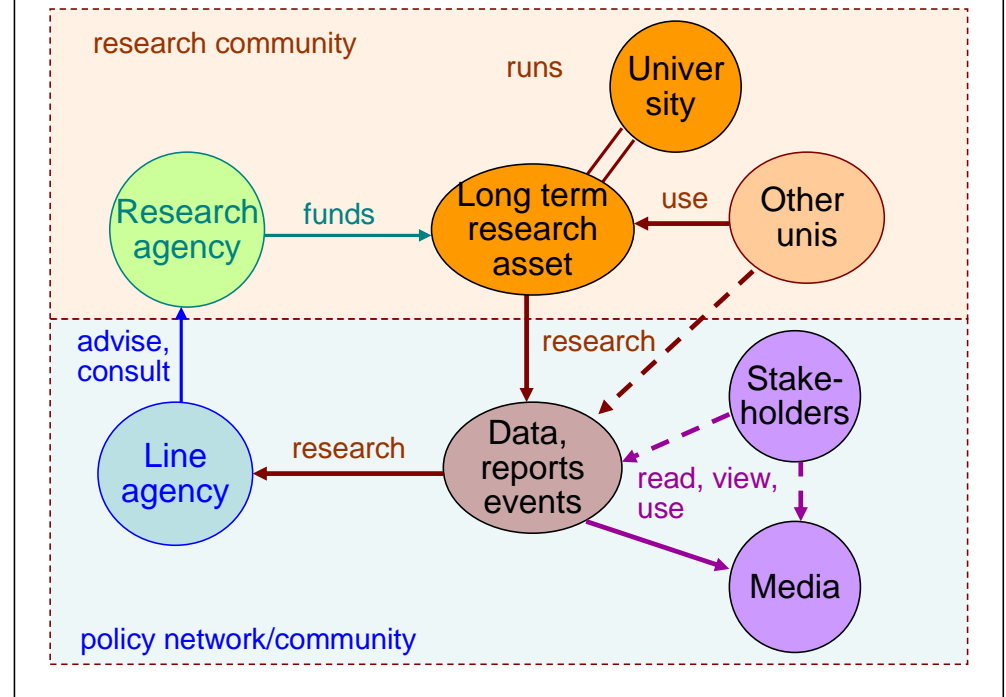 research community
runs
Univer
sity
Research
agency
funds
Long term
research
asset
use
Other
unis
advise,
consult
research
Stake-
holders
Line
agency
research
Data,
reports
events
read, view,
use
Media
policy network/community